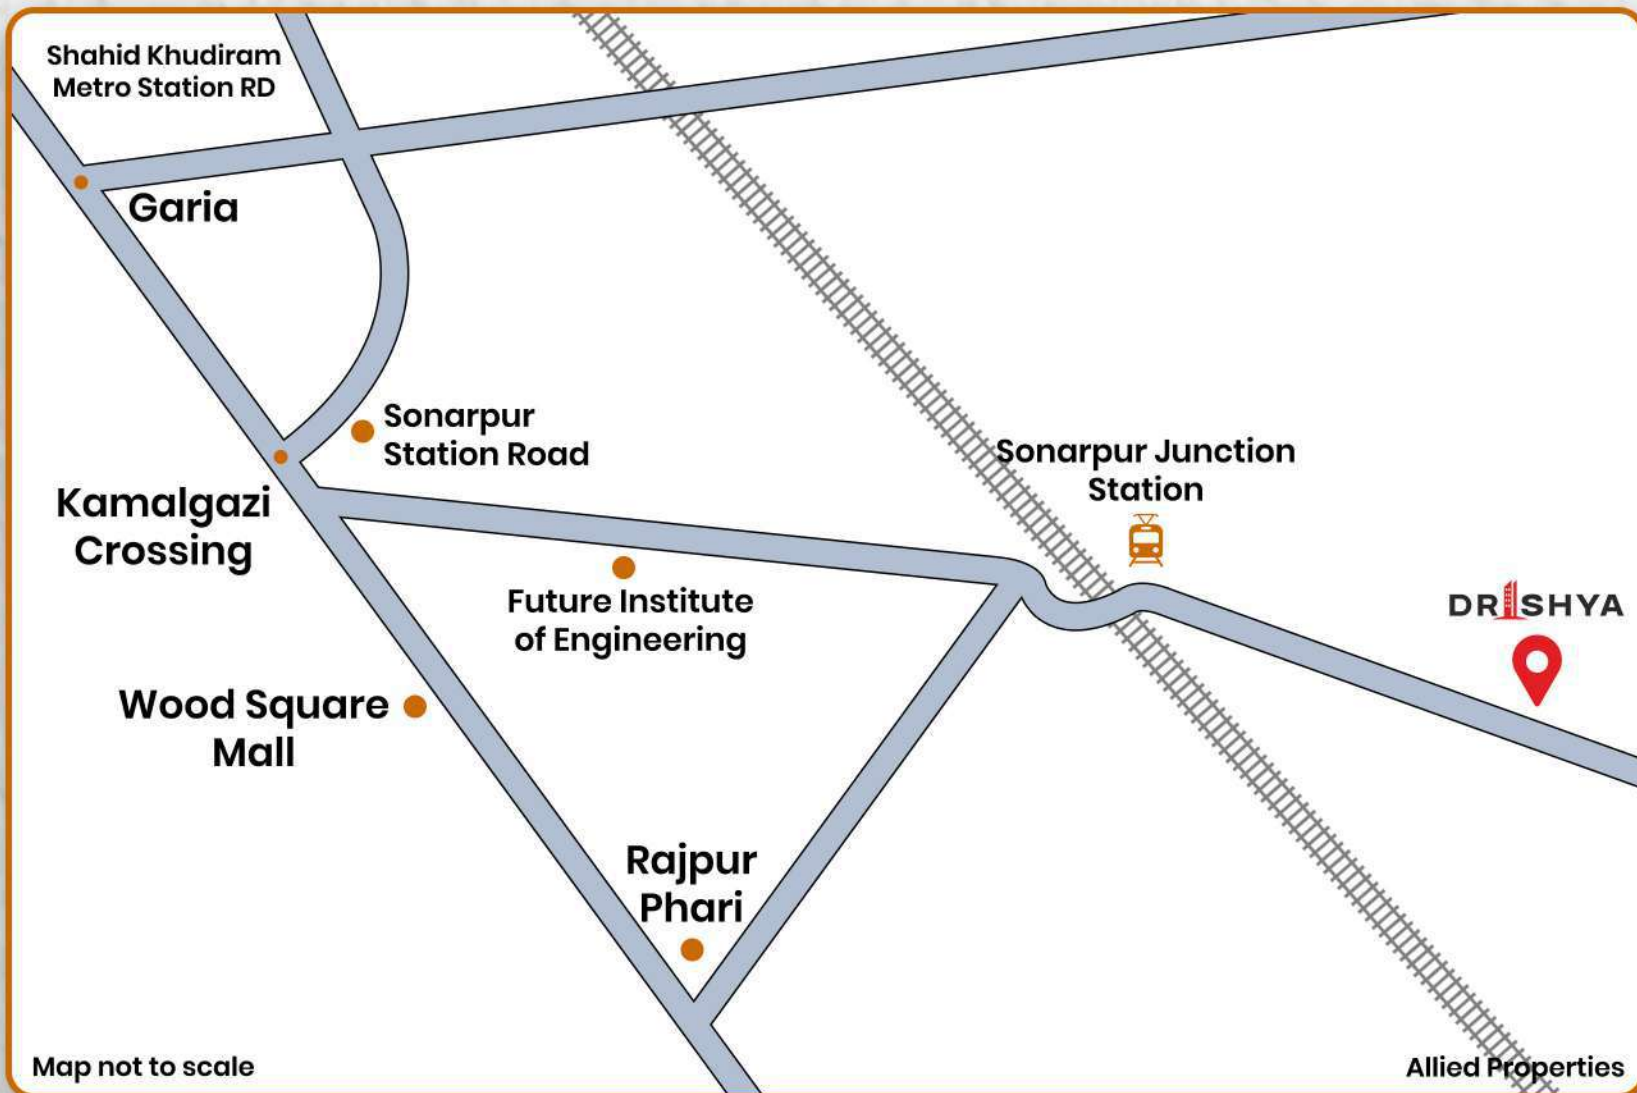 Shahid Khudiram
Metro Station RD
Garia
Sonarpur
Station Road
Sonarpur Junction
Station
Kamalgazi
Crossing
Future Institute
of Engineering
DRISHYA
Wood Square
Mall
Rajpur
Phari
Map not to scale
Allied Properties